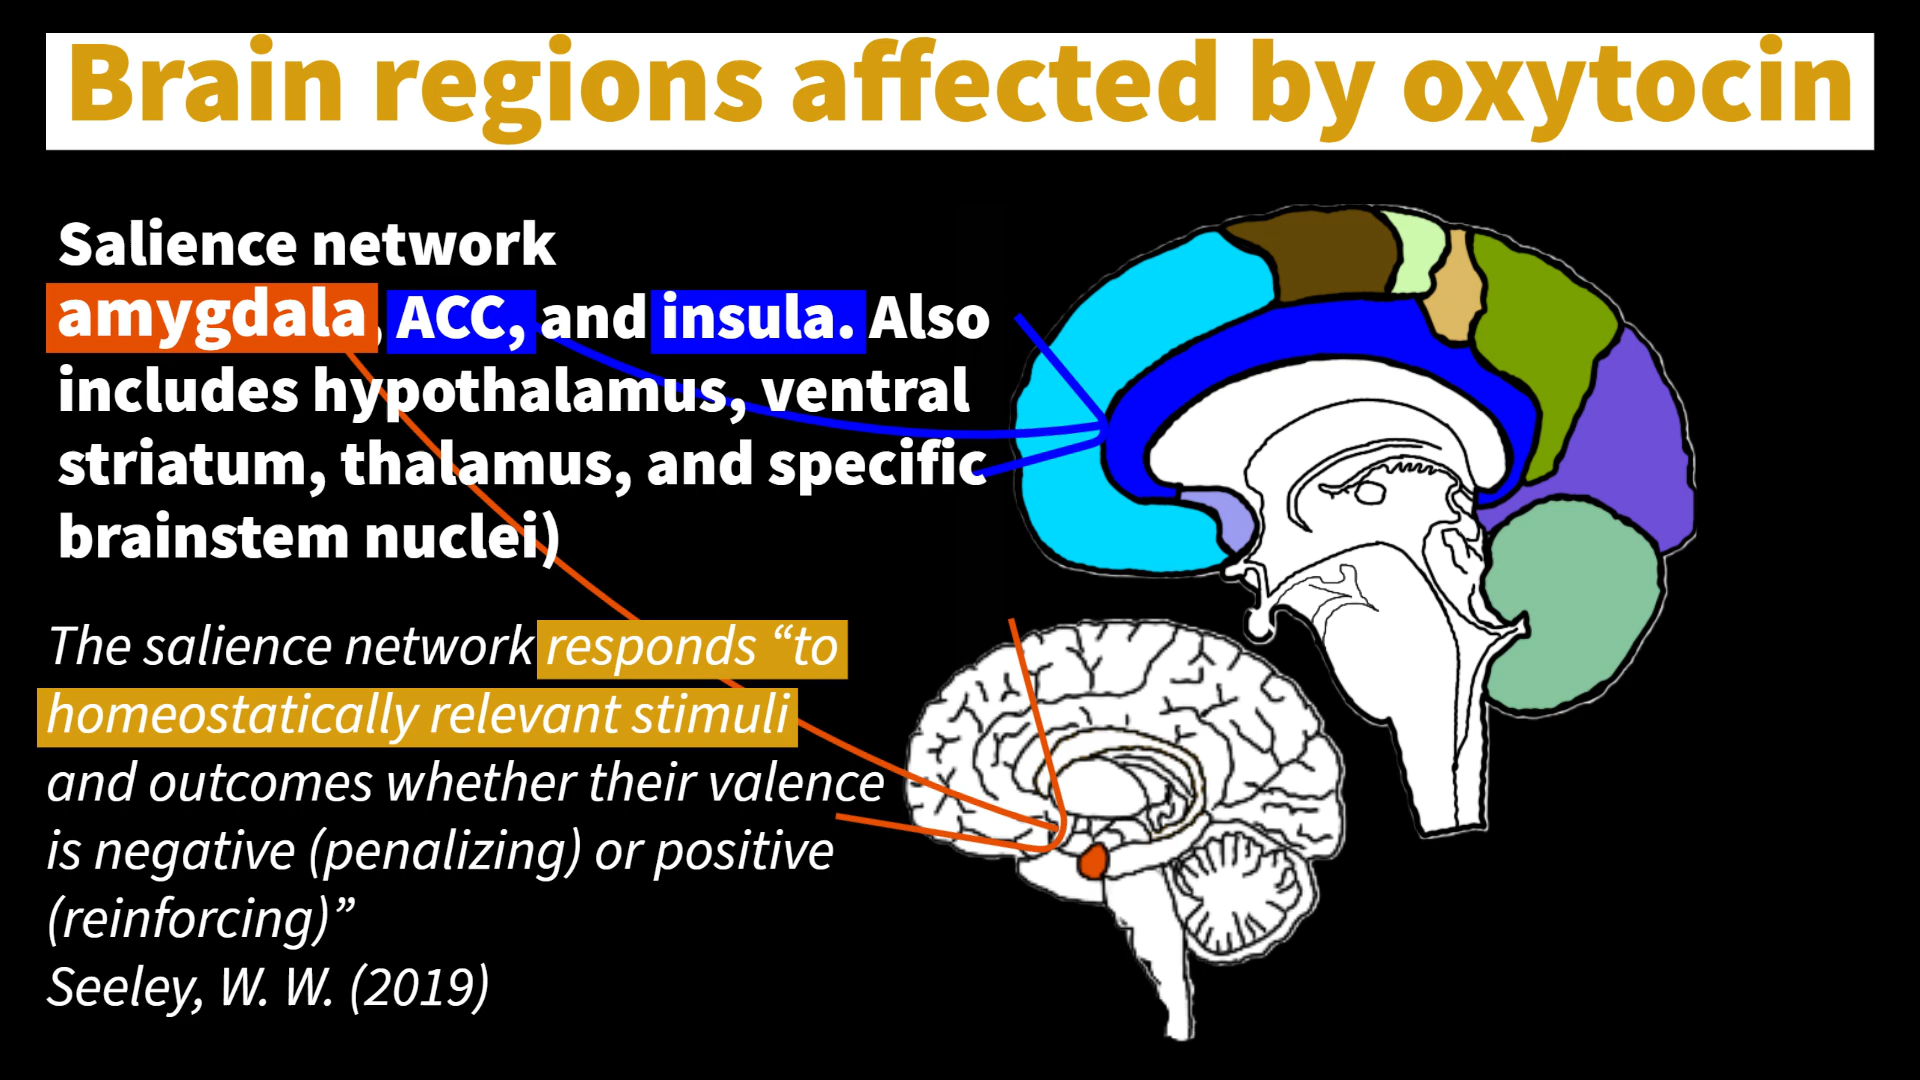 Brain regions affected by oxytocin
Salience network
amygdala, ACC, and insula. Also
includes hypothalamus, ventral
striatum, thalamus, and specific
brainstem nuclei)
The salience network responds “to
homeostatically relevant stimuli
and outcomes whether their valence
is negative (penalizing) or positive
(reinforcing)”
Seeley, W. W. (2019)